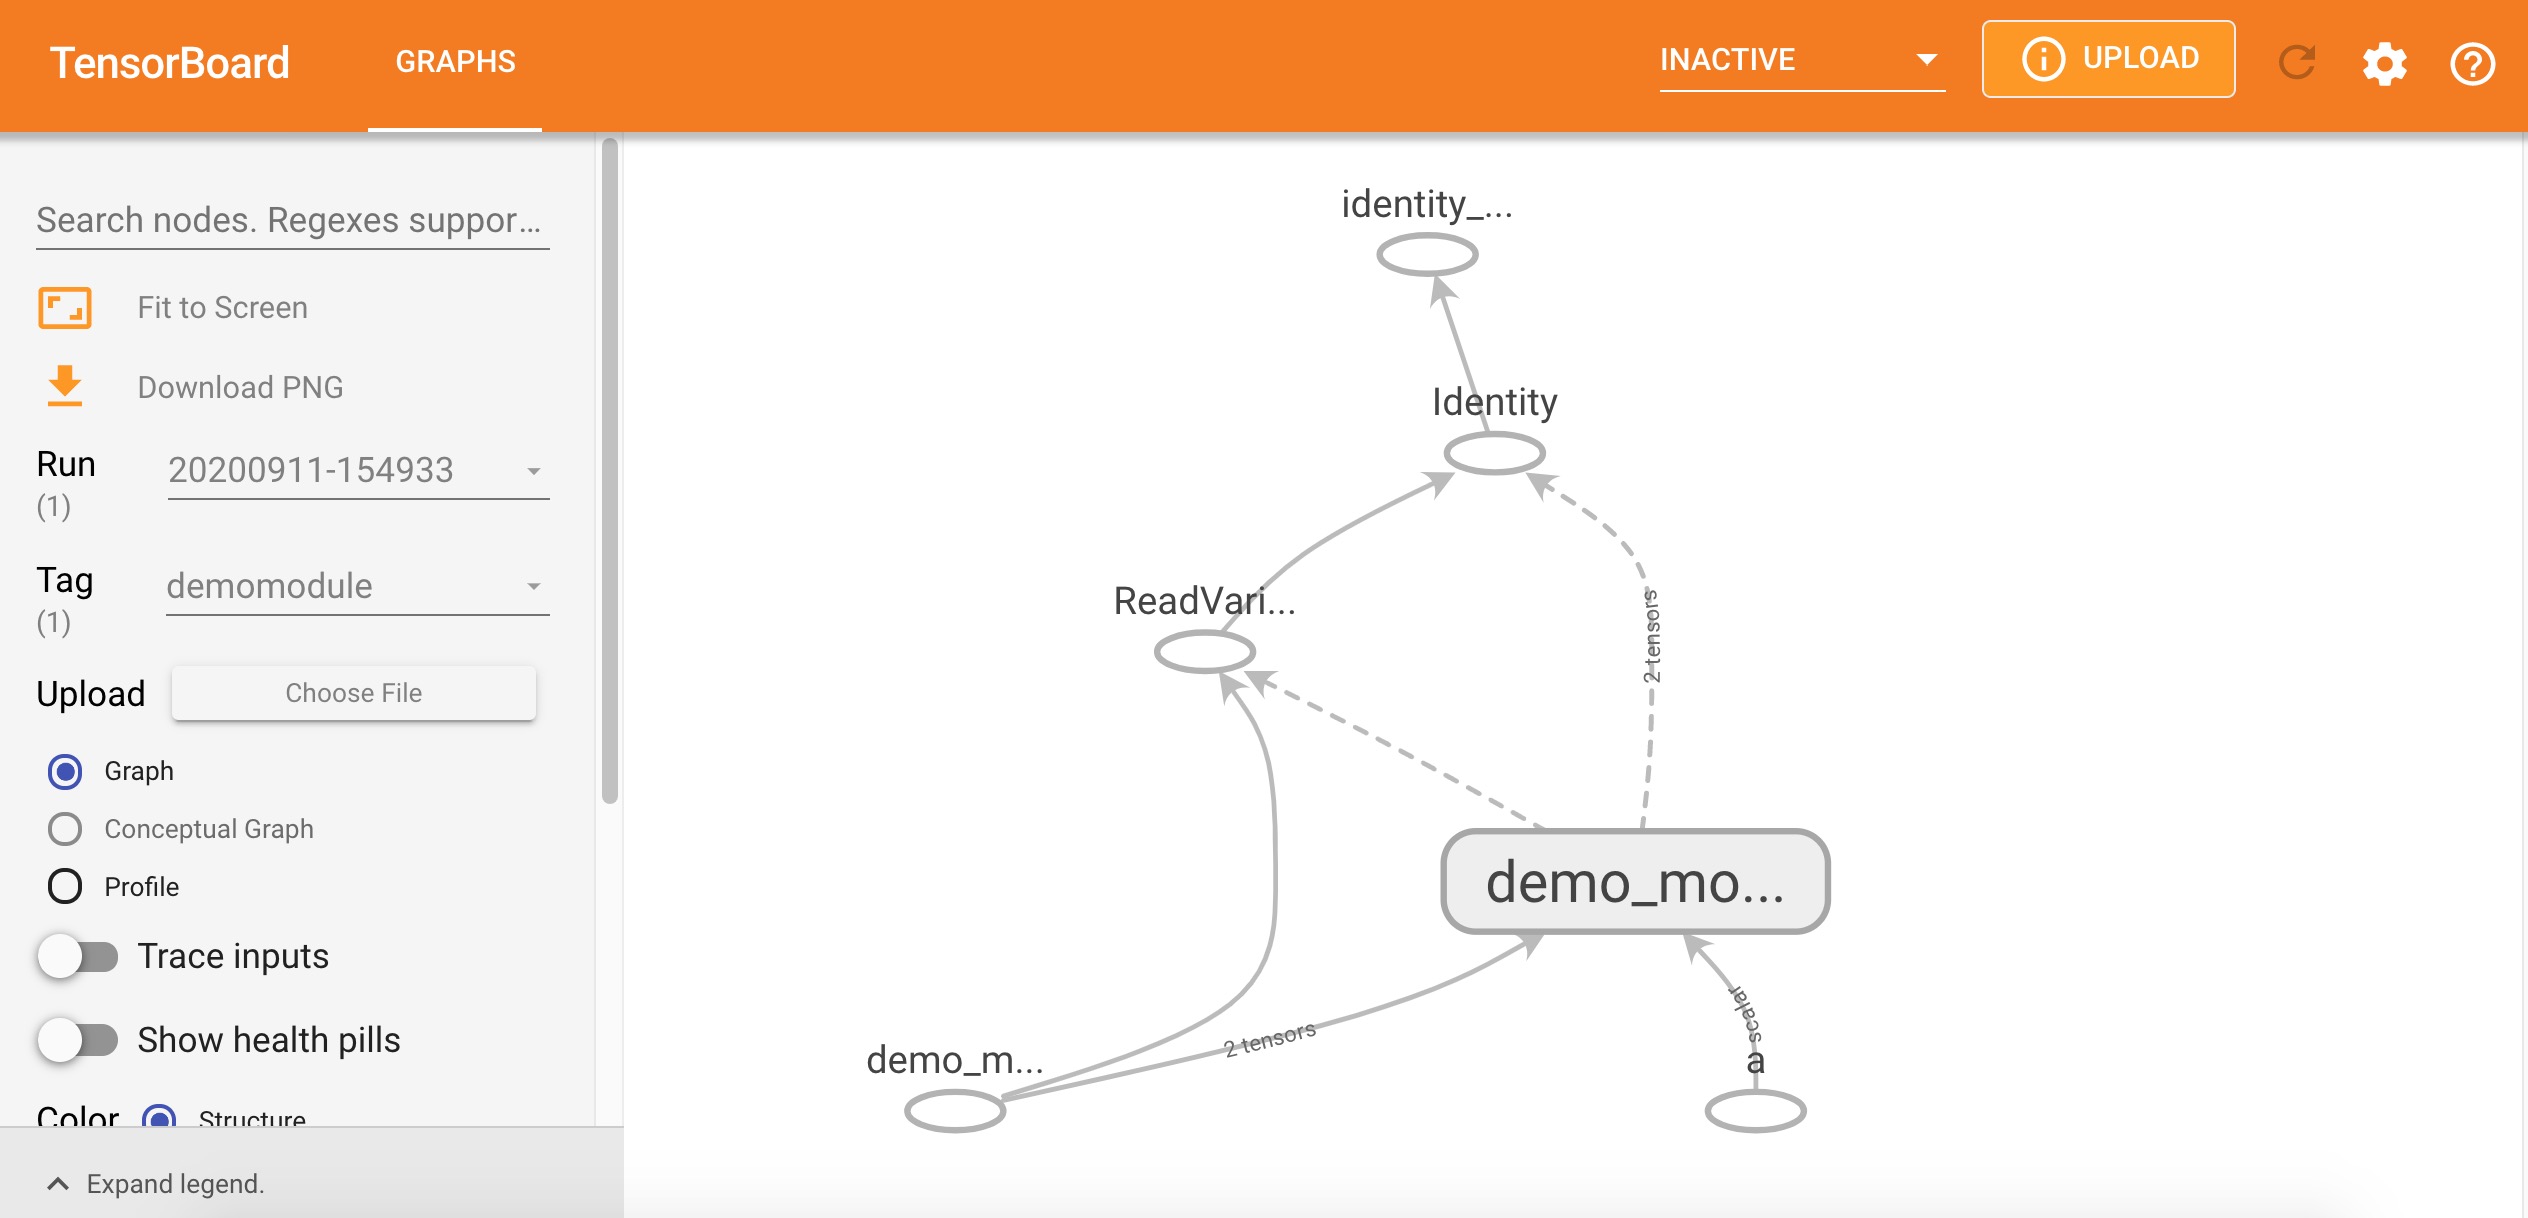 TensorBoard
GRAPHS
INACTIVE
UPLOAD
Search nodes. Regexes suppor...
Fit to Screen
Download PNG
Run
(1)
20200911-154933
Tag
(1)
demomodule
Upload
Choose File
Graph
Conceptual Graph
Profile
Trace inputs
Show health pills
Color
Structure
Expand legend.
identity_...
Identity
ReadVari...
2 tensors
demo_mo...
scalar
2 tensors
demo_m...
a